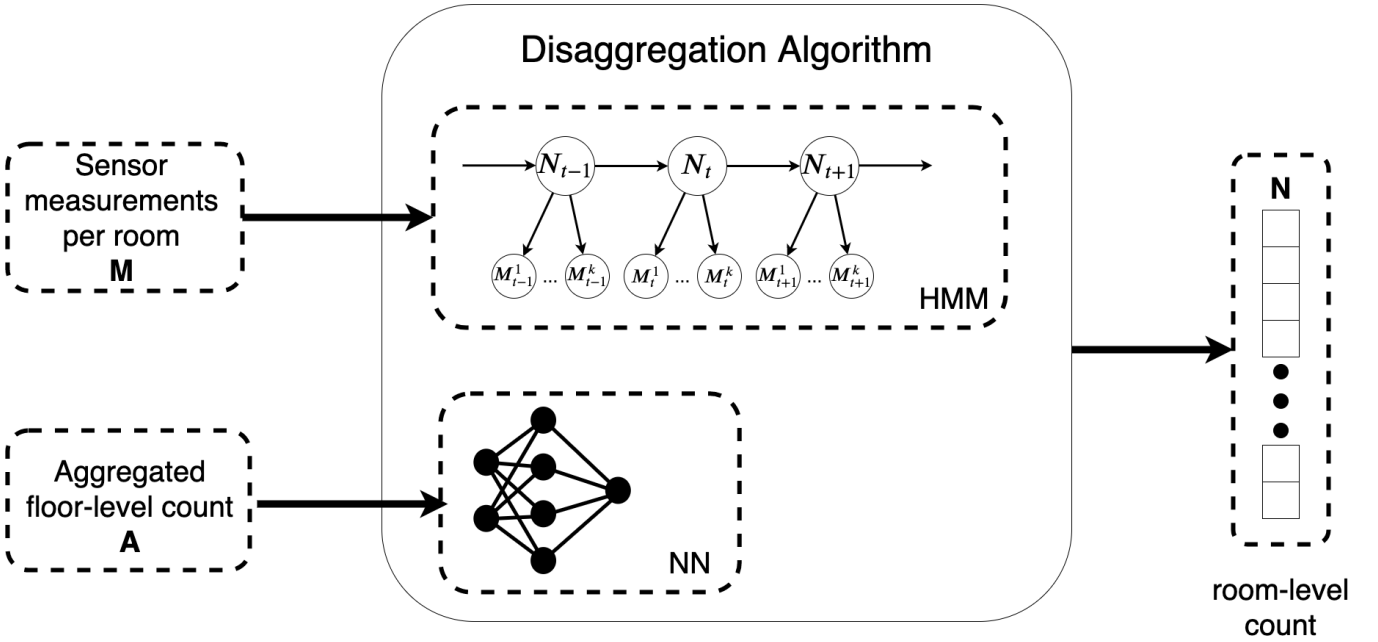 Disaggregation Algorithm
Sensor
measurements
per room
M
N_{t-1} N_t N_{t+1}
M^1_{t-1} ... M^k_{t-1} M^1_t ... M^k_t M^1_{t+1} ... M^k_{t+1}
HMM
Aggregated
floor-level count
A
NN
N
room-level
count